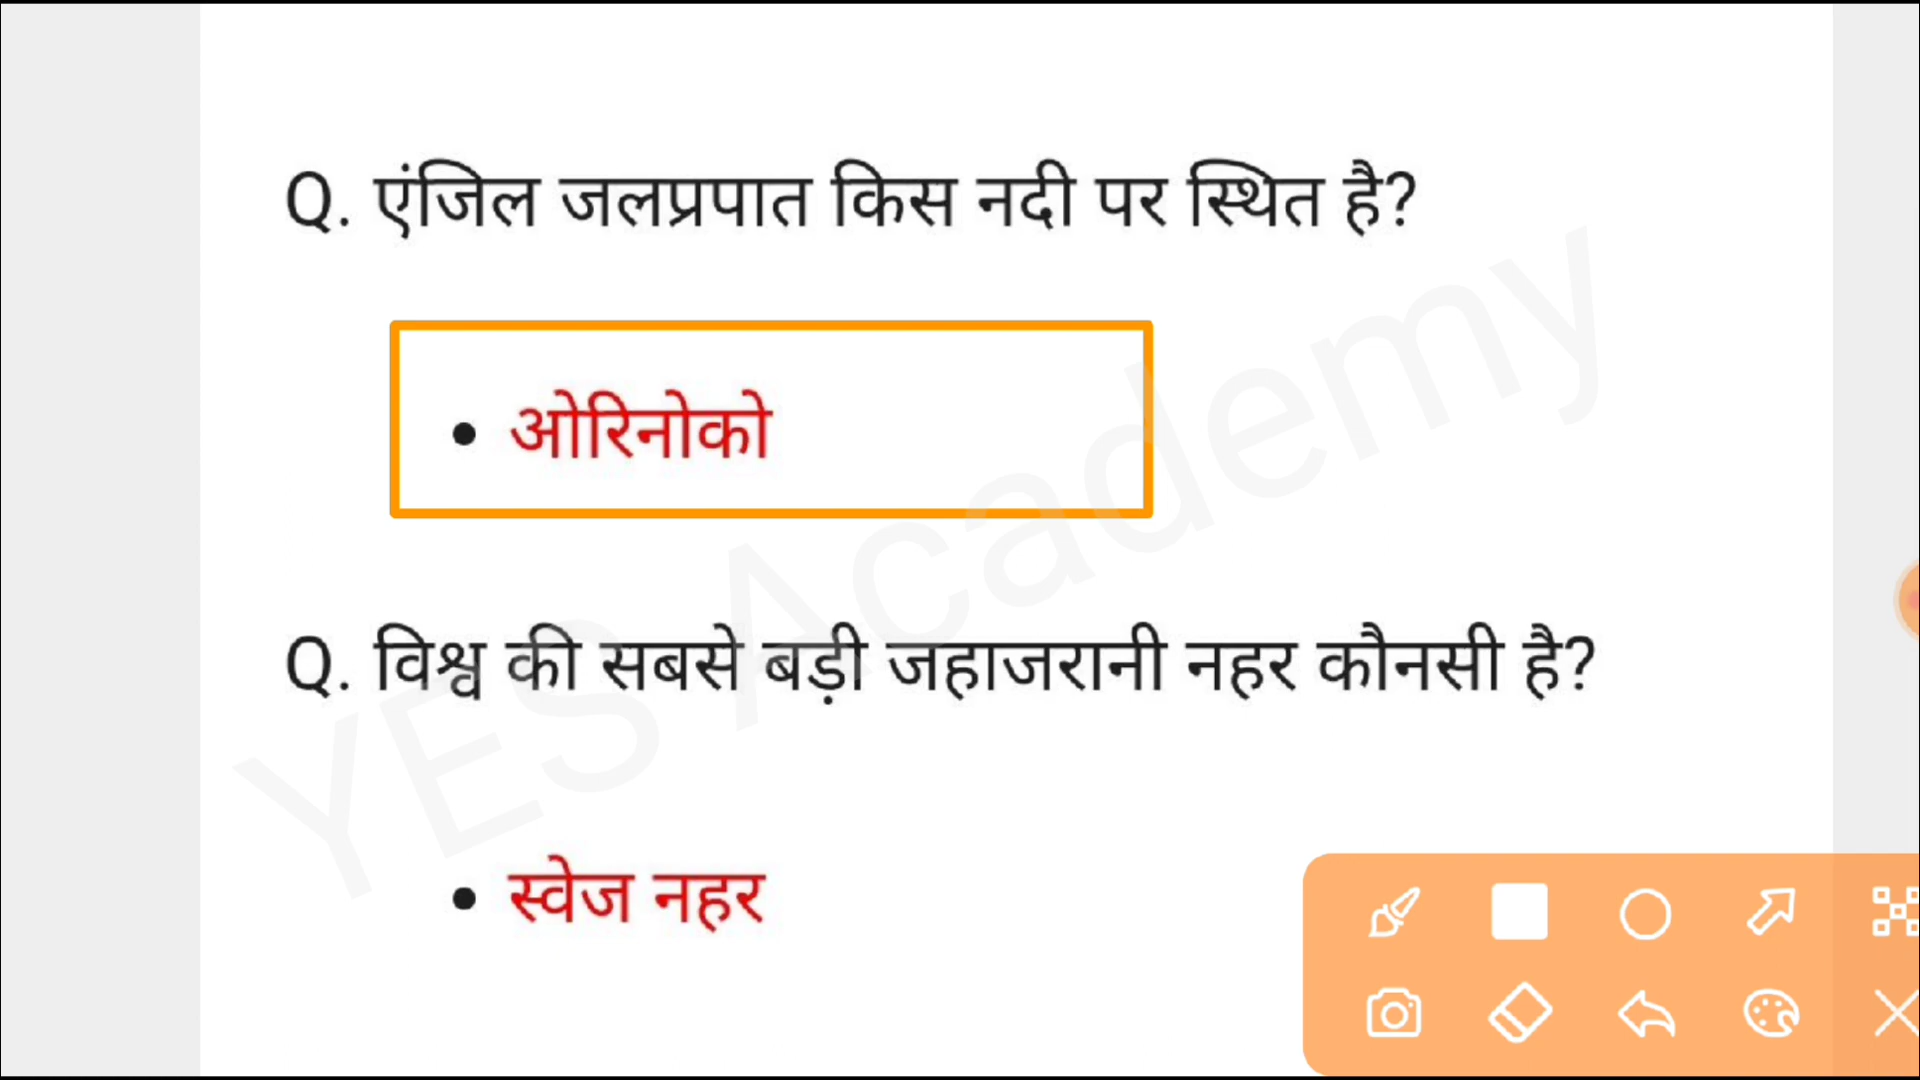 Q. एंजिल जलप्रपात किस नदी पर स्थित है?
• ओरिनोको
Q. विश्व की सबसे बड़ी जहाजरानी नहर कौनसी है?
• स्वेज नहर
YES Academy